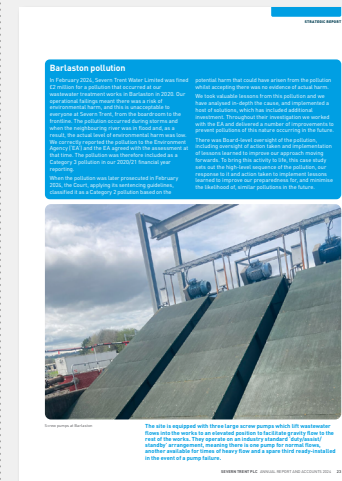 STRATEGIC REPORT
Barlaston pollution
In February 2024, Severn Trent Water Limited was fined
£2 million for a pollution that occurred at our
wastewater treatment works in Barlaston in 2020. Our
operational failings meant there was a risk of
environmental harm, and this is unacceptable to
everyone at Severn Trent, from the boardroom to the
frontline. The pollution occurred during storms and
when the neighbouring river was in flood and, as a
result, the actual level of environmental harm was low.
We correctly reported the pollution to the Environment
Agency ('EA') and the EA agreed with the assessment at
that time. The pollution was therefore included as a
Category 3 pollution in our 2020/21 financial year
reporting.
When the pollution was later prosecuted in February
2024, the Court, applying its sentencing guidelines,
classified it as a Category 2 pollution based on the
potential harm that could have arisen from the pollution
whilst accepting there was no evidence of actual harm.
We took valuable lessons from this pollution and we
have analysed in-depth the cause, and implemented a
host of solutions, which has included additional
investment. Throughout their investigation we worked
with the EA and delivered a number of improvements to
prevent pollutions of this nature occurring in the future.
There was Board-level oversight of the pollution,
including oversight of action taken and implementation
of lessons learned to improve our approach moving
forwards. To bring this activity to life, this case study
sets out the high-level sequence of the pollution, our
response to it and action taken to implement lessons
learned to improve our preparedness for, and minimise
the likelihood of, similar pollutions in the future.
Screw pumps at Barlaston
The site is equipped with three large screw pumps which lift wastewater
flows into the works to an elevated position to facilitate gravity flow to the
rest of the works. They operate on an industry standard 'duty/assist/
standby' arrangement, meaning there is one pump for normal flows,
another available for times of heavy flow and a spare third ready-installed
in the event of a pump failure.
SEVERN TRENT PLC ANNUAL REPORT AND ACCOUNTS 2024 23